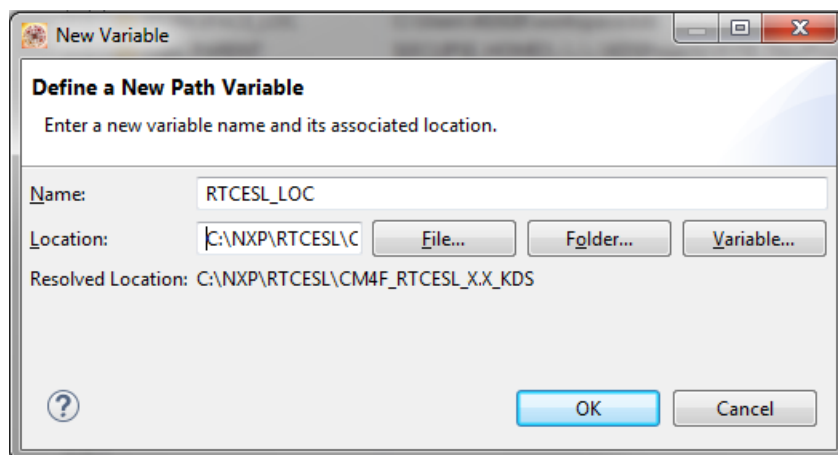 New Variable
Define a New Path Variable
Enter a new variable name and its associated location.
Name: RTCESL_LOC
Location: C:\NXP\RTCESL\C File... Folder... Variable...
Resolved Location: C:\NXP\RTCESL\CM4F_RTCESL_X.X_KDS
? OK Cancel